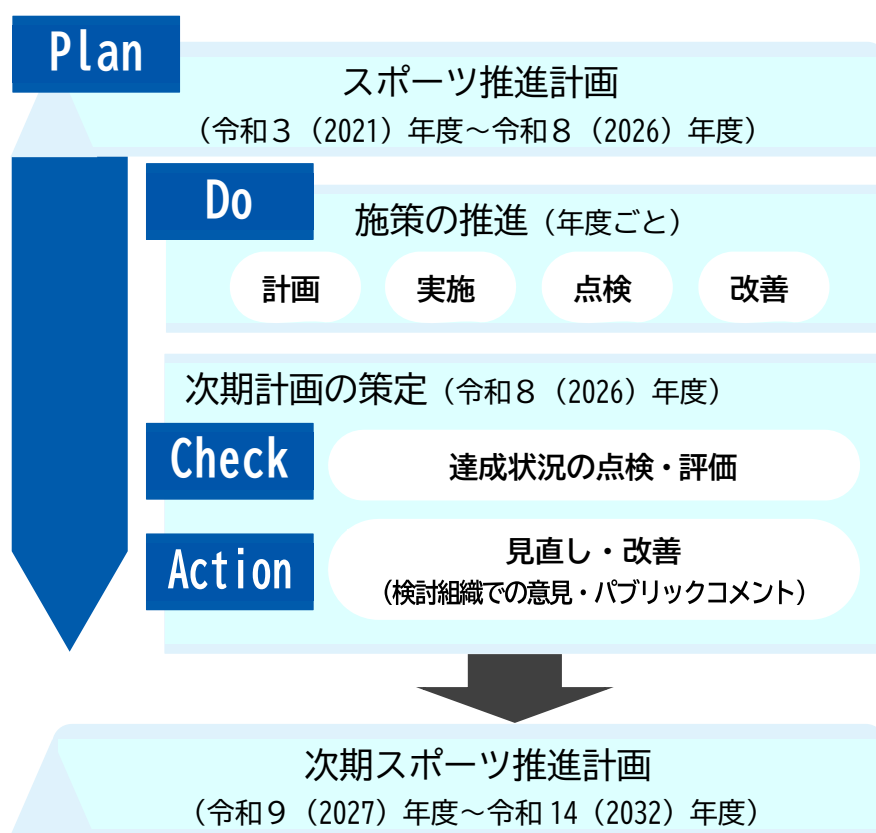 Plan
スポーツ推進計画
（令和３（2021）年度～令和８（2026）年度）
Do
施策の推進（年度ごと）
計画
実施
点検
改善
次期計画の策定（令和８（2026）年度）
Check
達成状況の点検・評価
Action
見直し・改善
（検討組織での意見・パブリックコメント）
次期スポーツ推進計画
（令和９（2027）年度～令和14（2032）年度）